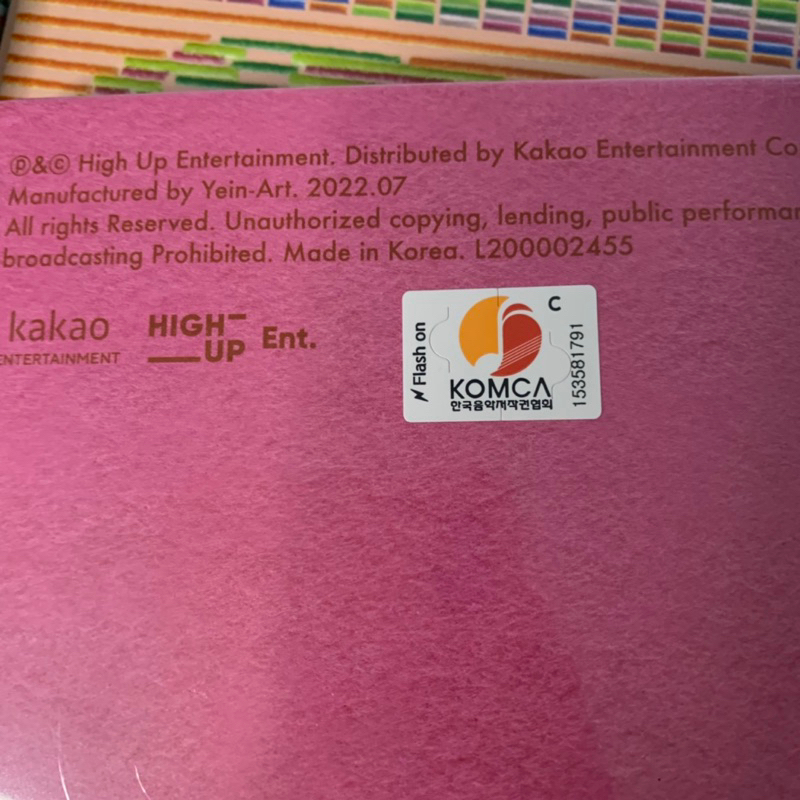 ℗&© High Up Entertainment. Distributed by Kakao Entertainment Co
Manufactured by Yein-Art. 2022.07
All rights Reserved. Unauthorized copying, lending, public performan
broadcasting Prohibited. Made in Korea. L200002455
kakao
ENTERTAINMENT
HIGH
UP
Ent.
Flash on
C
KOMCA
한국음악저작권협회
153581791